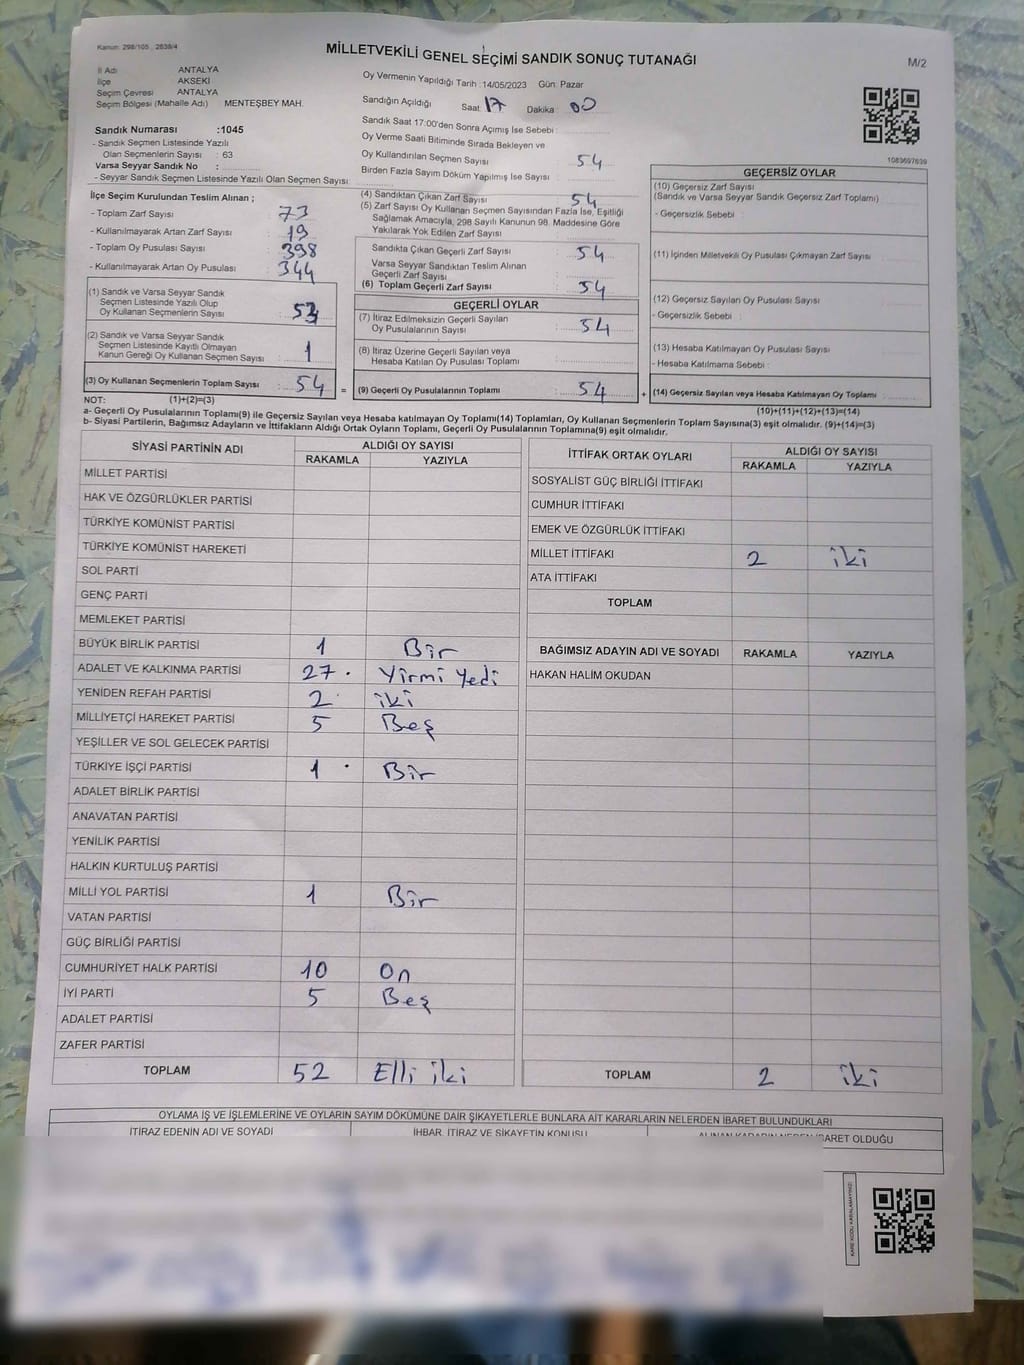 Kanun: 298/105 , 2839/4
MİLLETVEKİLİ GENEL SEÇİMİ SANDIK SONUÇ TUTANAĞI
M/2
İl Adı ANTALYA
İlçe AKSEKİ
Seçim Çevresi ANTALYA
Seçim Bölgesi (Mahalle Adı) MENTEŞBEY MAH.
Sandık Numarası :1045
- Sandık Seçmen Listesinde Yazılı
Olan Seçmenlerin Sayısı : 63
Varsa Seyyar Sandık No :
- Seyyar Sandık Seçmen Listesinde Yazılı Olan Seçmen Sayısı:
Oy Vermenin Yapıldığı Tarih :14/05/2023 Gün: Pazar
Sandığın Açıldığı Saat : 17 Dakika : 00
Sandık Saat 17:00'den Sonra Açımış İse Sebebi :
Oy Verme Saati Bitiminde Sırada Bekleyen ve
Oy Kullandırılan Seçmen Sayısı : 54
Birden Fazla Sayım Döküm Yapılmış İse Sayısı :
1083697639
İlçe Seçim Kurulundan Teslim Alınan ;
- Toplam Zarf Sayısı : 73
- Kullanılmayarak Artan Zarf Sayısı : 19
- Toplam Oy Pusulası Sayısı : 398
- Kullanılmayarak Artan Oy Pusulası : 344
(1) Sandık ve Varsa Seyyar Sandık
Seçmen Listesinde Yazılı Olup
Oy Kullanan Seçmenlerin Sayısı : 53
(2) Sandık ve Varsa Seyyar Sandık
Seçmen Listesinde Kayıtlı Olmayan
Kanun Gereği Oy Kullanan Seçmen Sayısı : 1
(3) Oy Kullanan Seçmenlerin Toplam Sayısı : 54 =
(4) Sandıktan Çıkan Zarf Sayısı : 54
(5) Zarf Sayısı Oy Kullanan Seçmen Sayısından Fazla İse, Eşitliği
Sağlamak Amacıyla, 298 Sayılı Kanunun 98. Maddesine Göre
Yakılarak Yok Edilen Zarf Sayısı :
Sandıkta Çıkan Geçerli Zarf Sayısı : 54
Varsa Seyyar Sandıktan Teslim Alınan
Geçerli Zarf Sayısı :
(6) Toplam Geçerli Zarf Sayısı : 54
GEÇERLİ OYLAR
(7) İtiraz Edilmeksizin Geçerli Sayılan
Oy Pusulalarının Sayısı : 54
(8) İtiraz Üzerine Geçerli Sayılan veya
Hesaba Katılan Oy Pusulası Toplamı :
(9) Geçerli Oy Pusulalarının Toplamı : 54 +
GEÇERSİZ OYLAR
(10) Geçersiz Zarf Sayısı
(Sandık ve Varsa Seyyar Sandık Geçersiz Zarf Toplamı) :
- Geçersizlik Sebebi :
(11) İçinden Milletvekili Oy Pusulası Çıkmayan Zarf Sayısı :
(12) Geçersiz Sayılan Oy Pusulası Sayısı :
- Geçersizlik Sebebi :
(13) Hesaba Katılmayan Oy Pusulası Sayısı :
- Hesaba Katılmama Sebebi :
(14) Geçersiz Sayılan veya Hesaba Katılmayan Oy Toplamı :
NOT: (1)+(2)=(3)
(10)+(11)+(12)+(13)=(14)
a- Geçerli Oy Pusulalarının Toplamı(9) ile Geçersiz Sayılan veya Hesaba katılmayan Oy Toplamı(14) Toplamları, Oy Kullanan Seçmenlerin Toplam Sayısına(3) eşit olmalıdır. (9)+(14)=(3)
b- Siyasi Partilerin, Bağımsız Adayların ve İttifakların Aldığı Ortak Oyların Toplamı, Geçerli Oy Pusulalarının Toplamına(9) eşit olmalıdır.
SİYASİ PARTİNİN ADI ALDIĞI OY SAYISI
RAKAMLA YAZIYLA
MİLLET PARTİSİ
HAK VE ÖZGÜRLÜKLER PARTİSİ
TÜRKİYE KOMÜNİST PARTİSİ
TÜRKİYE KOMÜNİST HAREKETİ
SOL PARTİ
GENÇ PARTİ
MEMLEKET PARTİSİ
BÜYÜK BİRLİK PARTİSİ 1 Bir
ADALET VE KALKINMA PARTİSİ 27 Yirmi Yedi
YENİDEN REFAH PARTİSİ 2 iki
MİLLİYETÇİ HAREKET PARTİSİ 5 Beş
YEŞİLLER VE SOL GELECEK PARTİSİ
TÜRKİYE İŞÇİ PARTİSİ 1 Bir
ADALET BİRLİK PARTİSİ
ANAVATAN PARTİSİ
YENİLİK PARTİSİ
HALKIN KURTULUŞ PARTİSİ
MİLLİ YOL PARTİSİ 1 Bir
VATAN PARTİSİ
GÜÇ BİRLİĞİ PARTİSİ
CUMHURİYET HALK PARTİSİ 10 On
İYİ PARTİ 5 Beş
ADALET PARTİSİ
ZAFER PARTİSİ
TOPLAM 52 Elli iki
İTTİFAK ORTAK OYLARI ALDIĞI OY SAYISI
RAKAMLA YAZIYLA
SOSYALİST GÜÇ BİRLİĞİ İTTİFAKI
CUMHUR İTTİFAKI
EMEK VE ÖZGÜRLÜK İTTİFAKI
MİLLET İTTİFAKI 2 iki
ATA İTTİFAKI
TOPLAM
BAĞIMSIZ ADAYIN ADI VE SOYADI RAKAMLA YAZIYLA
HAKAN HALİM OKUDAN
TOPLAM 2 iki
OYLAMA İŞ VE İŞLEMLERİNE VE OYLARIN SAYIM DÖKÜMÜNE DAİR ŞİKAYETLERLE BUNLARA AİT KARARLARIN NELERDEN İBARET BULUNDUKLARI
İTİRAZ EDENİN ADI VE SOYADI İHBAR, İTİRAZ VE ŞİKAYETİN KONUSU ALINAN KARARIN NEDEN İBARET OLDUĞU
KARE KODU KARALAMAYINIZ!